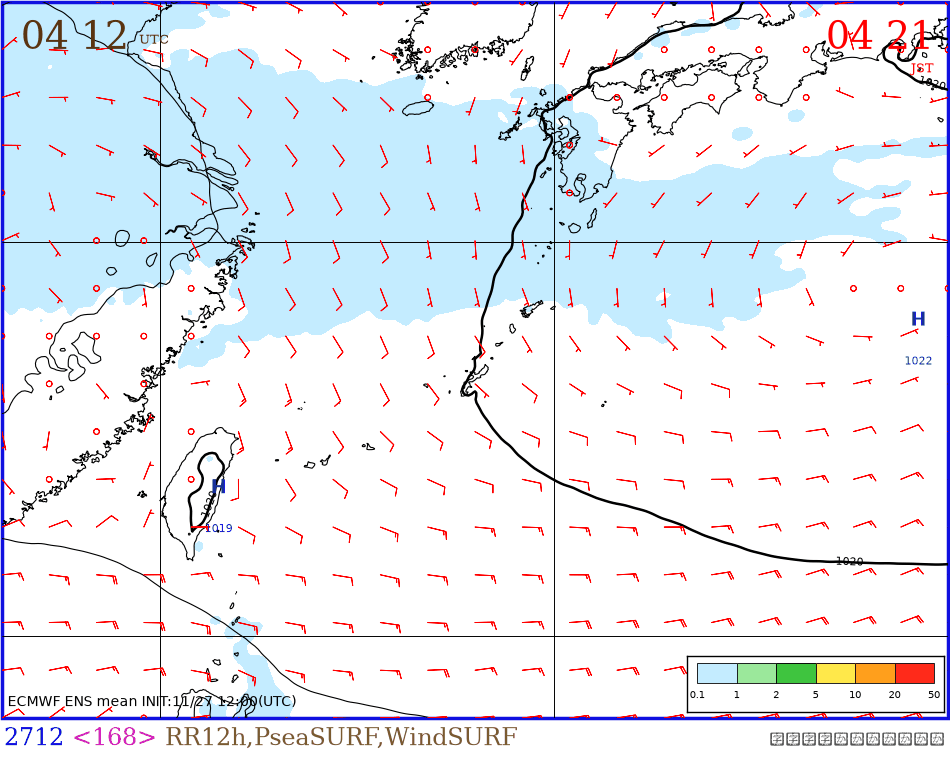 04 12 UTC
04 21 JST
1020
H
1022
H
1020
1019
1020
0.1 1 2 5 10 20 50
ECMWF ENS mean INIT:11/27 12:00(UTC)
2712 <168> RR12h,PseaSURF,WindSURF